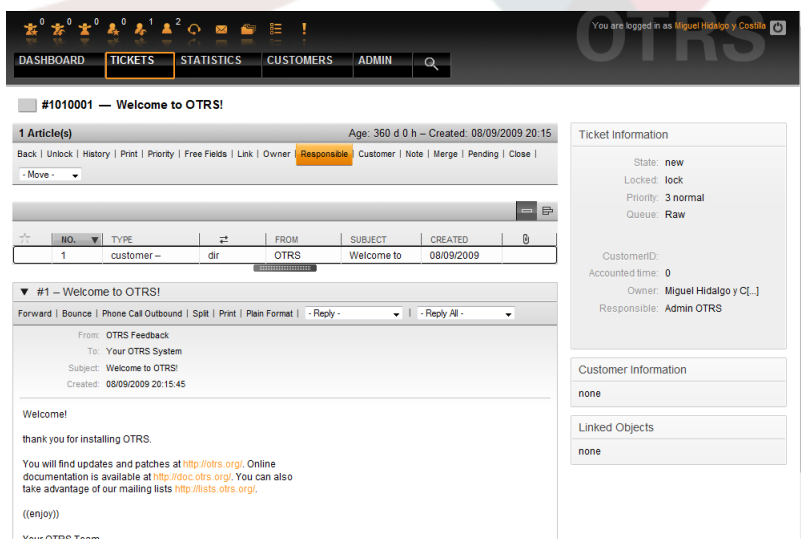 0 0 0 0 1 2
You are logged in as Miguel Hidalgo y Costilla
OTRS
DASHBOARD TICKETS STATISTICS CUSTOMERS ADMIN
#1010001 — Welcome to OTRS!
1 Article(s) Age: 360 d 0 h – Created: 08/09/2009 20:15
Back | Unlock | History | Print | Priority | Free Fields | Link | Owner | Responsible | Customer | Note | Merge | Pending | Close |
- Move -
NO. TYPE FROM SUBJECT CREATED
1 customer – dir OTRS Welcome to 08/09/2009
#1 – Welcome to OTRS!
Forward | Bounce | Phone Call Outbound | Split | Print | Plain Format | - Reply - | - Reply All -
From: OTRS Feedback
To: Your OTRS System
Subject: Welcome to OTRS!
Created: 08/09/2009 20:15:45
Welcome!
thank you for installing OTRS.
You will find updates and patches at http://otrs.org/. Online
documentation is available at http://doc.otrs.org/. You can also
take advantage of our mailing lists http://lists.otrs.org/.
((enjoy))
Your OTRS Team
Ticket Information
State: new
Locked: lock
Priority: 3 normal
Queue: Raw
CustomerID:
Accounted time: 0
Owner: Miguel Hidalgo y C[...]
Responsible: Admin OTRS
Customer Information
none
Linked Objects
none